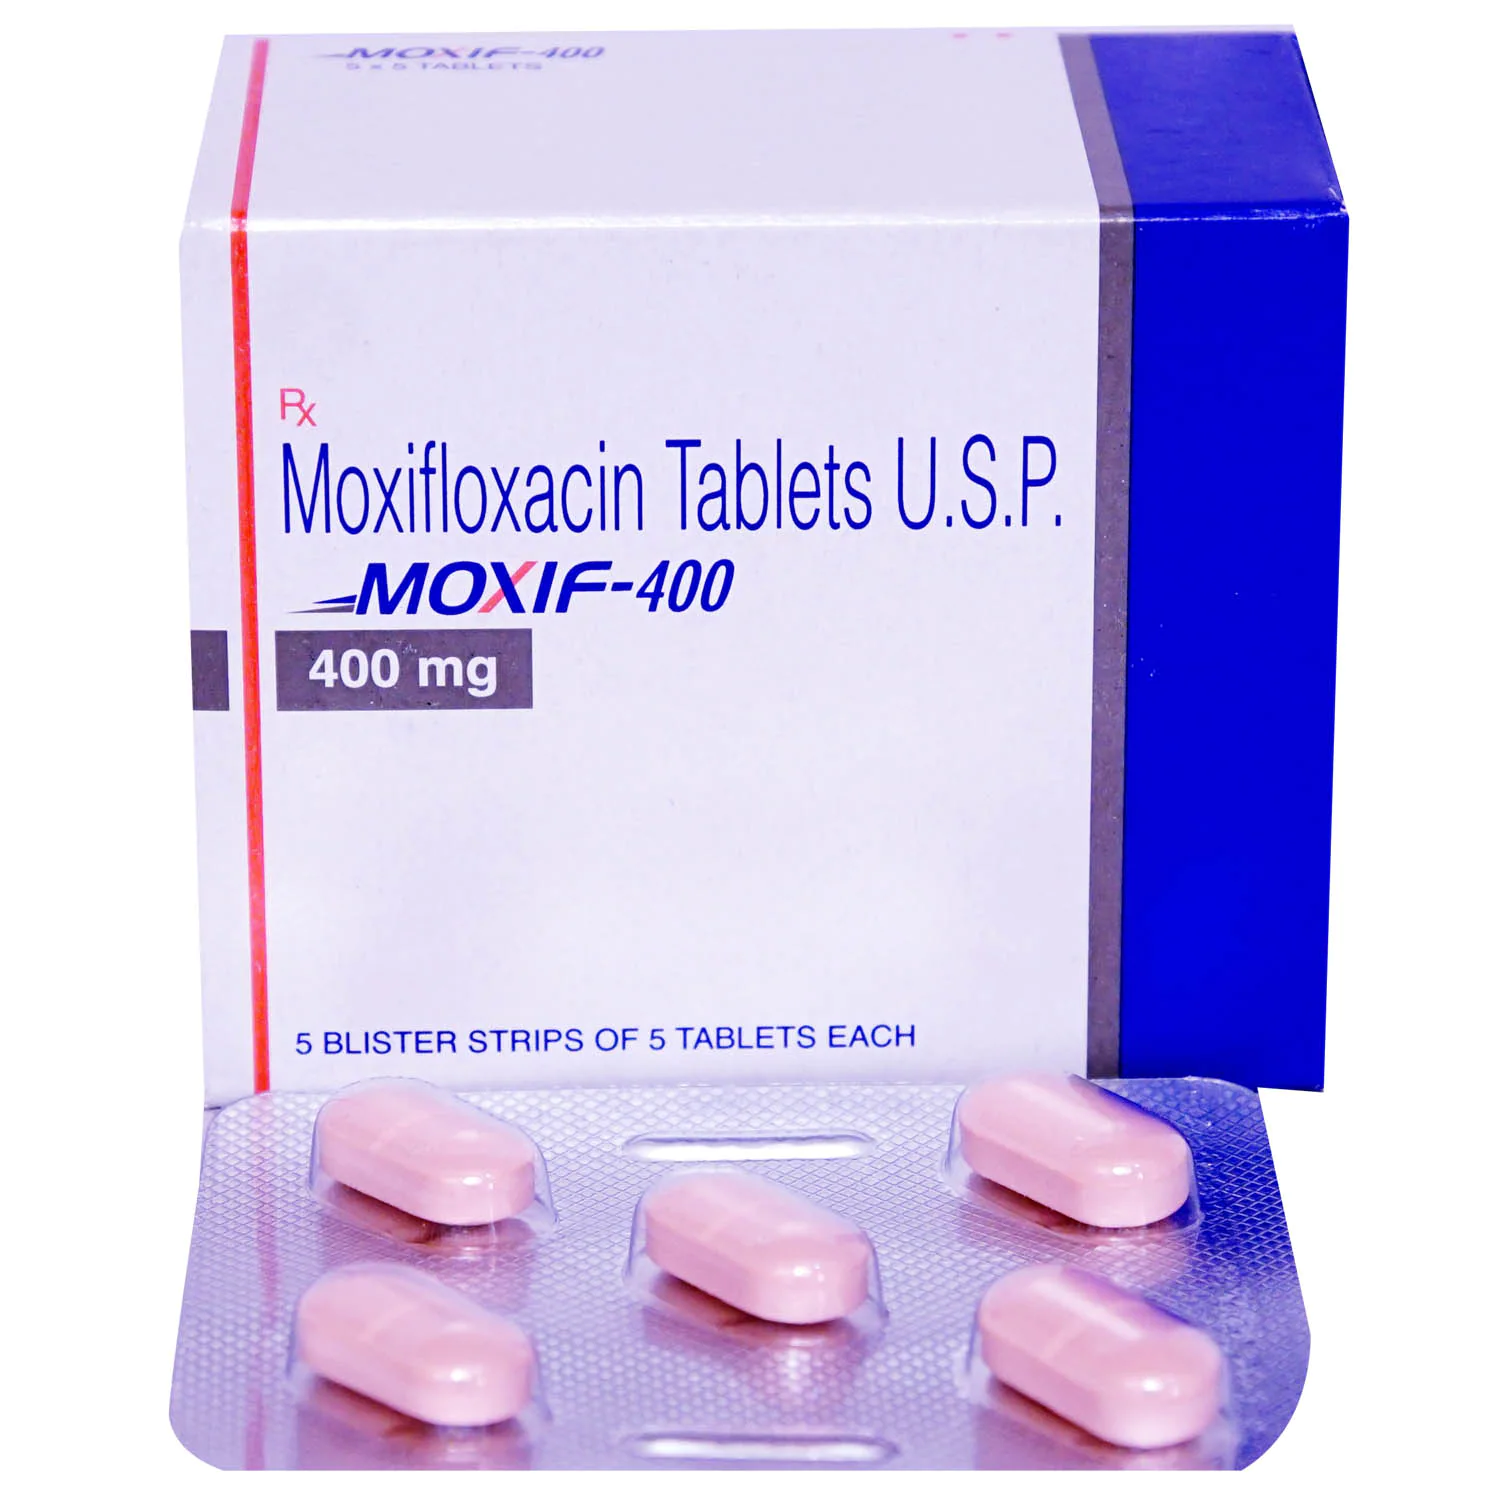 MOXIF-400
5 x 5 TABLETS
Rx
Moxifloxacin Tablets U.S.P.
MOXIF-400
400 mg
5 BLISTER STRIPS OF 5 TABLETS EACH